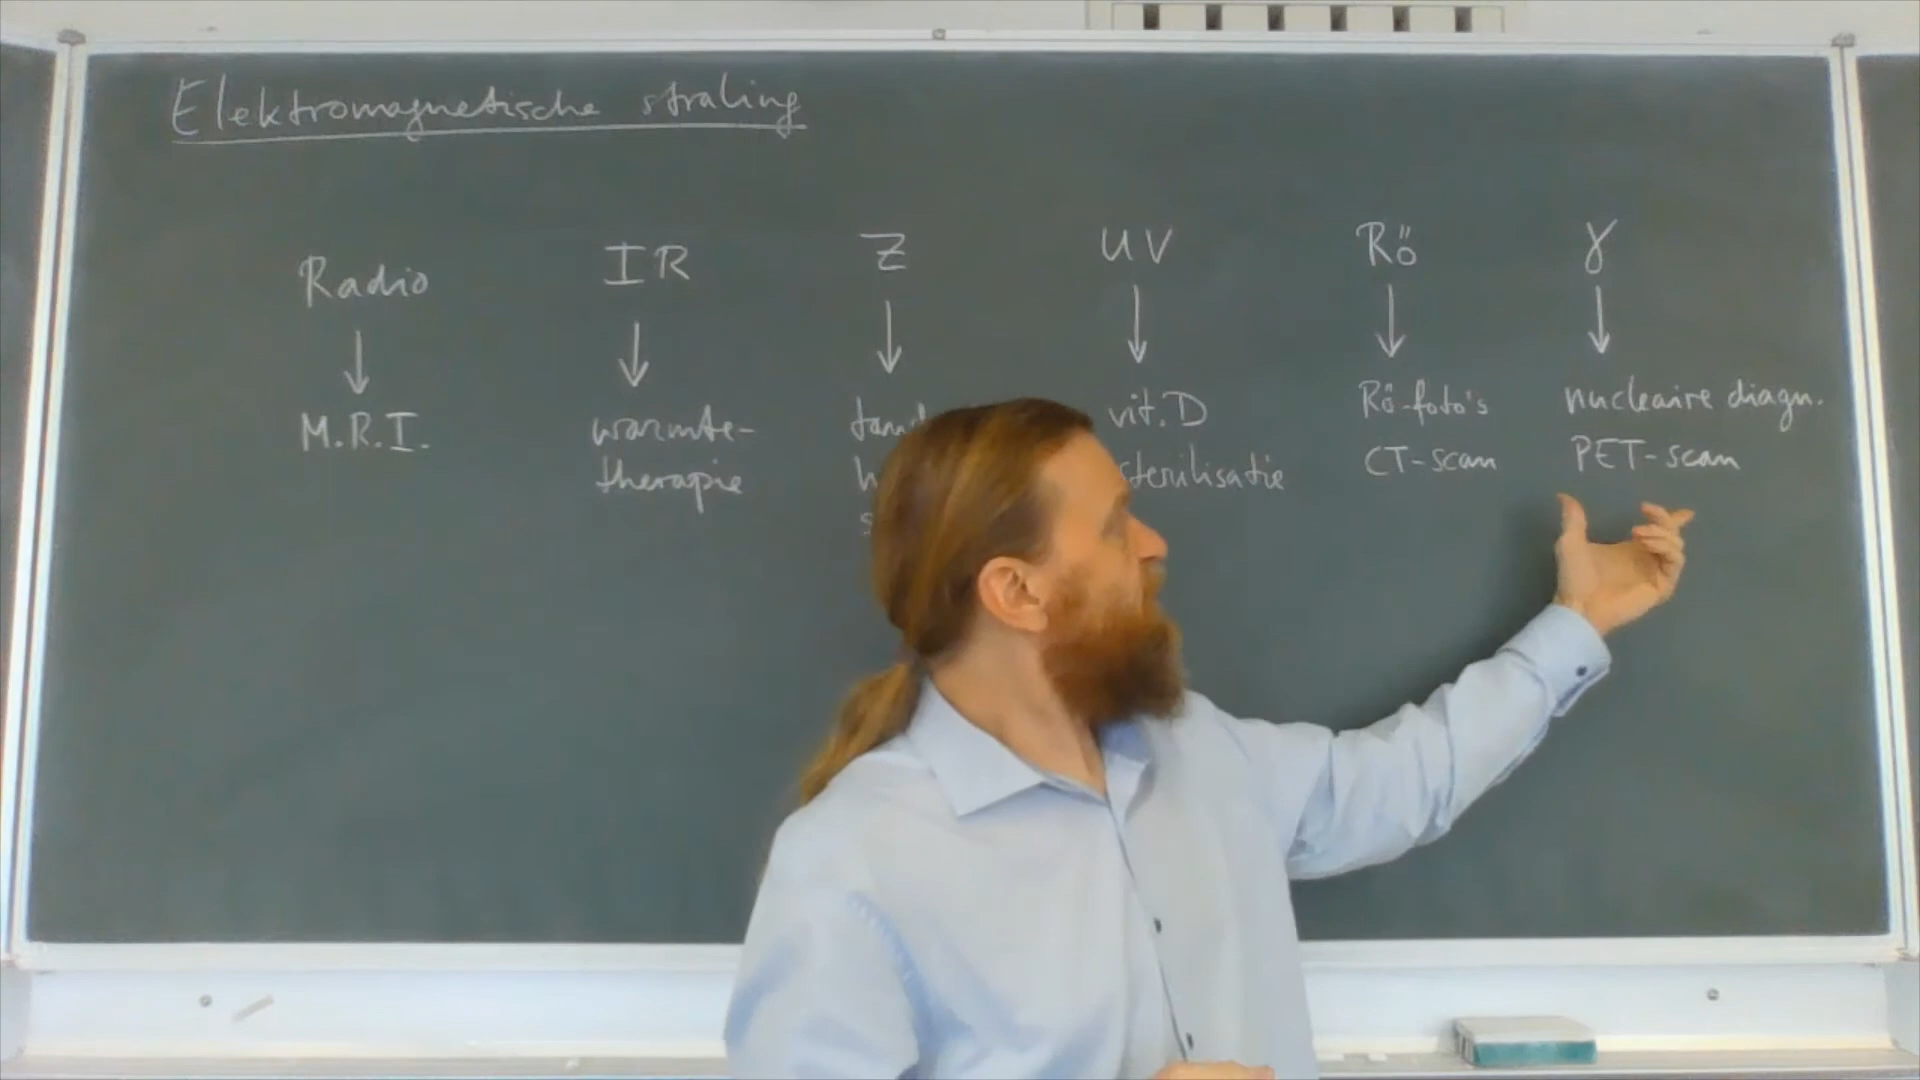 Elektromagnetische straling
Radio IR Z UV Rö γ
M.R.I. warmte- vit. D Rö-foto's nucleaire diagn.
therapie sterilisatie CT-scan PET-scan